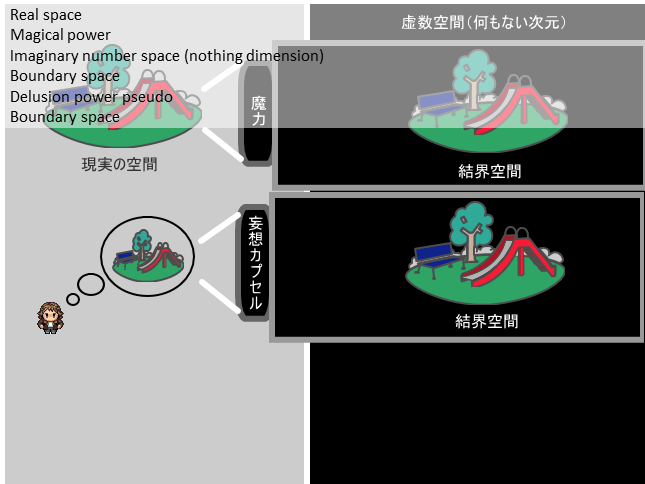 Real space
Magical power
Imaginary number space (nothing dimension)
Boundary space
Delusion power pseudo
Boundary space
虚数空間(何もない次元)
魔力
現実の空間
結界空間
妄想カプセル
結界空間